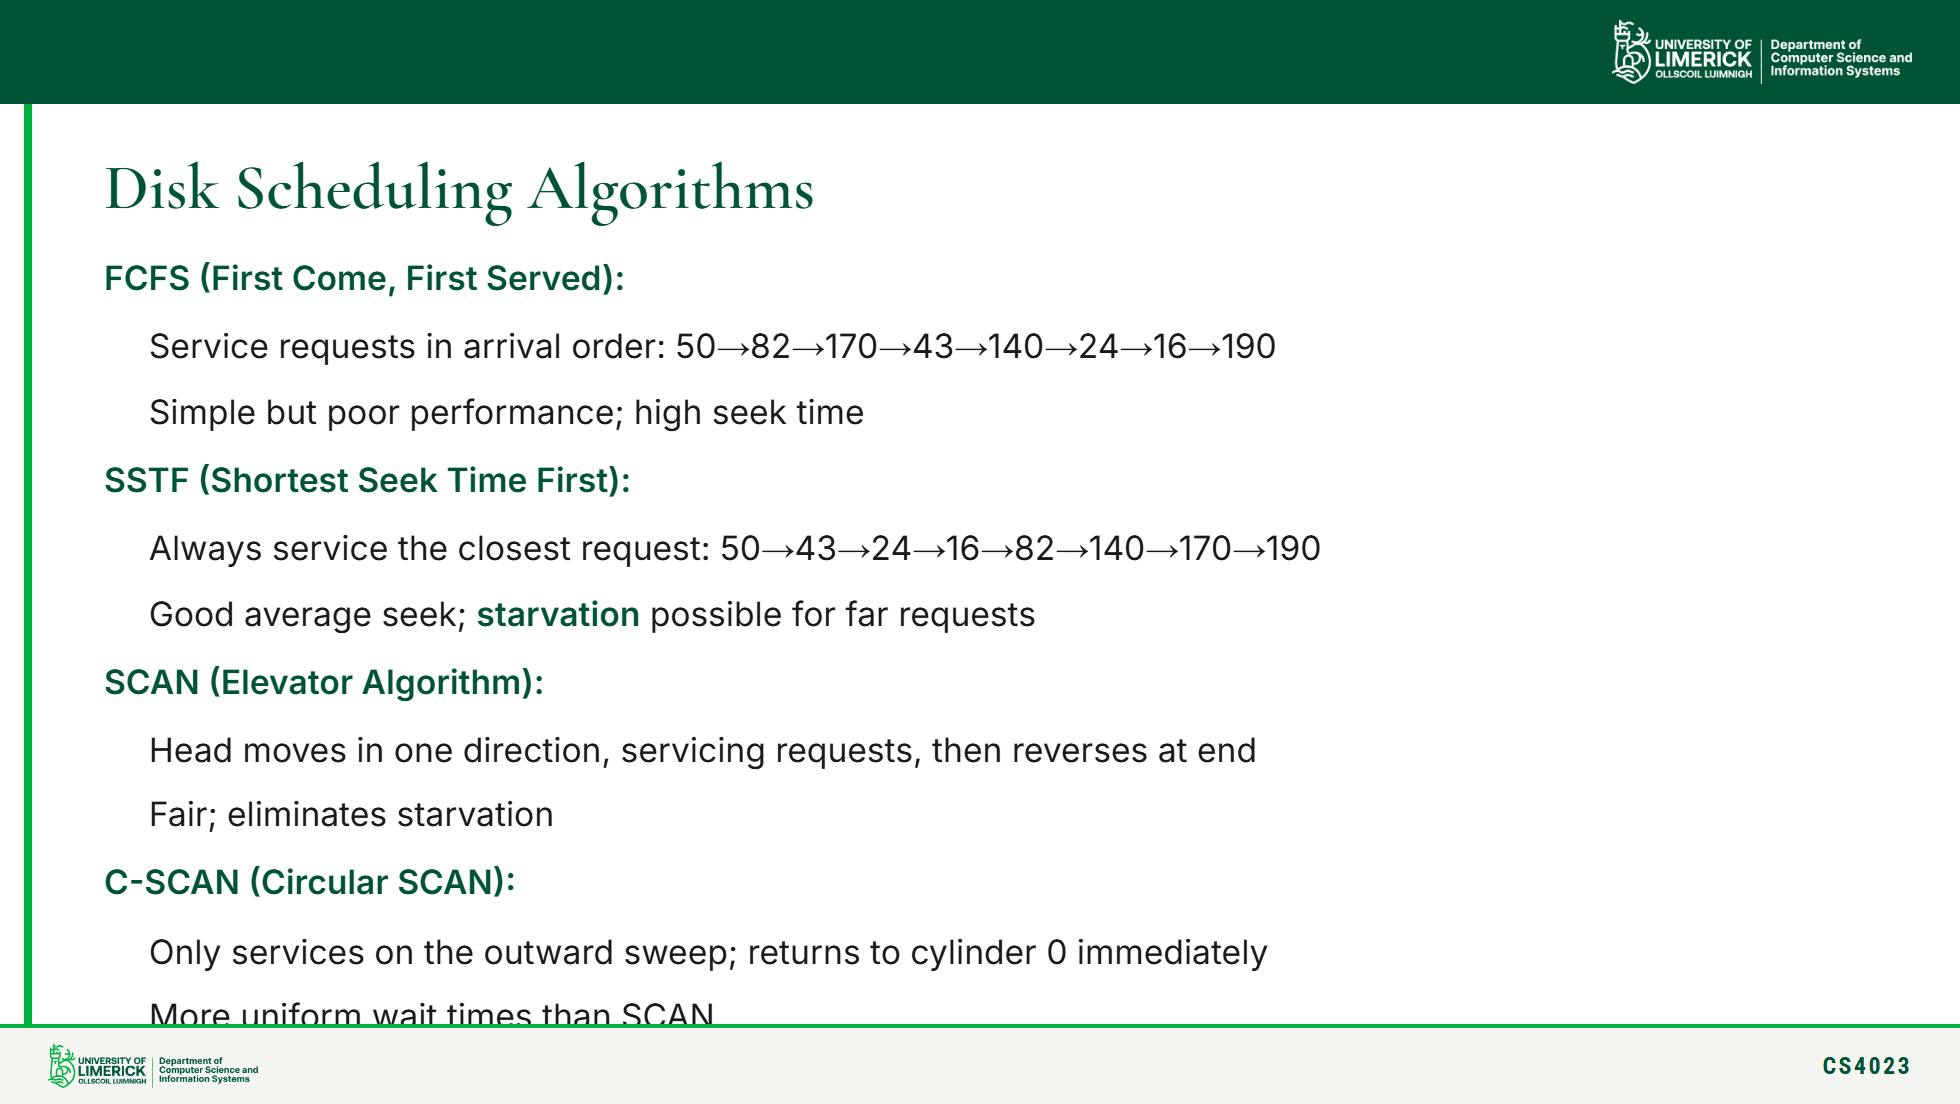 UNIVERSITY OF
LIMERICK
OLLSCOIL LUIMNIGH
Department of
Computer Science and
Information Systems
Disk Scheduling Algorithms
FCFS (First Come, First Served):
Service requests in arrival order: 50→82→170→43→140→24→16→190
Simple but poor performance; high seek time
SSTF (Shortest Seek Time First):
Always service the closest request: 50→43→24→16→82→140→170→190
Good average seek; starvation possible for far requests
SCAN (Elevator Algorithm):
Head moves in one direction, servicing requests, then reverses at end
Fair; eliminates starvation
C-SCAN (Circular SCAN):
Only services on the outward sweep; returns to cylinder 0 immediately
More uniform wait times than SCAN
UNIVERSITY OF
LIMERICK
OLLSCOIL LUIMNIGH
Department of
Computer Science and
Information Systems
CS4023